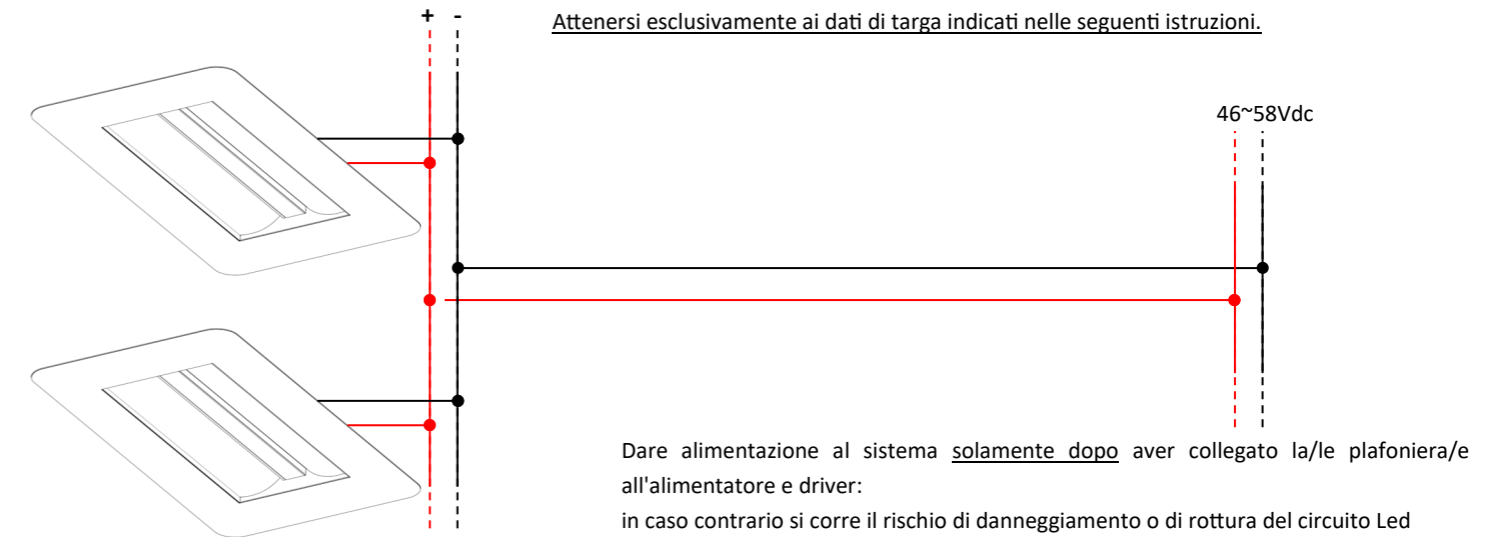 + -
Attenersi esclusivamente ai dati di targa indicati nelle seguenti istruzioni.
46~58Vdc
Dare alimentazione al sistema solamente dopo aver collegato la/le plafoniera/e
all'alimentatore e driver:
in caso contrario si corre il rischio di danneggiamento o di rottura del circuito Led